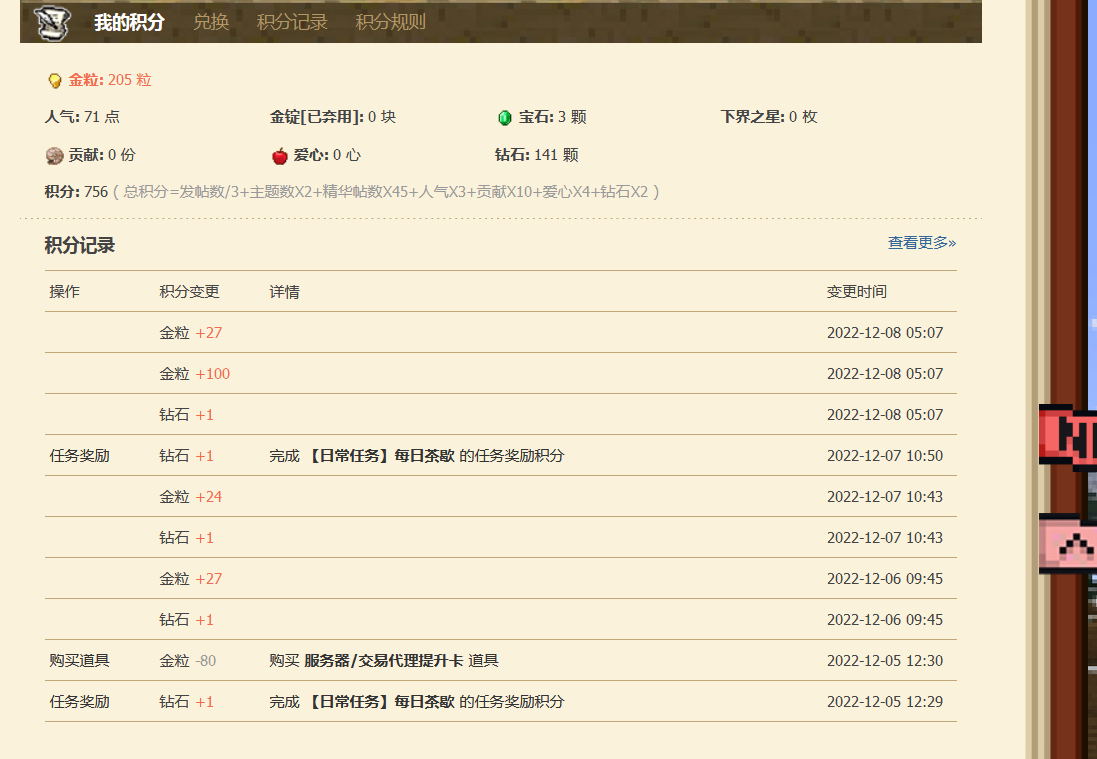 我的积分 兑换 积分记录 积分规则
金粒: 205 粒
人气: 71 点 金锭[已弃用]: 0 块 宝石: 3 颗 下界之星: 0 枚
贡献: 0 份 爱心: 0 心 钻石: 141 颗
积分: 756 ( 总积分=发帖数/3+主题数X2+精华帖数X45+人气X3+贡献X10+爱心X4+钻石X2 )
积分记录 查看更多»
操作 积分变更 详情 变更时间
金粒 +27 2022-12-08 05:07
金粒 +100 2022-12-08 05:07
钻石 +1 2022-12-08 05:07
任务奖励 钻石 +1 完成 【日常任务】每日茶歇 的任务奖励积分 2022-12-07 10:50
金粒 +24 2022-12-07 10:43
钻石 +1 2022-12-07 10:43
金粒 +27 2022-12-06 09:45
钻石 +1 2022-12-06 09:45
购买道具 金粒 -80 购买 服务器/交易代理提升卡 道具 2022-12-05 12:30
任务奖励 钻石 +1 完成 【日常任务】每日茶歇 的任务奖励积分 2022-12-05 12:29